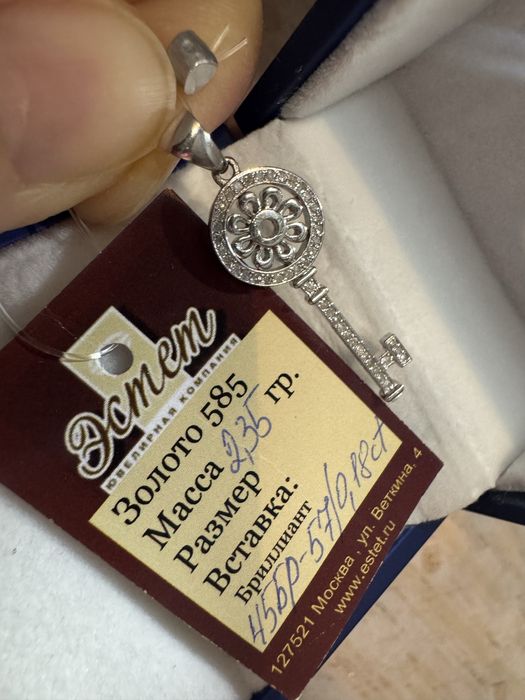 Эстет
ЮВЕЛИРНАЯ КОМПАНИЯ
Золото 585
Масса 2,35 гр.
Размер
Вставка:
Бриллиант
45Бр-57/0,18ct
127521 Москва, ул. Веткина, 4
www.estet.ru